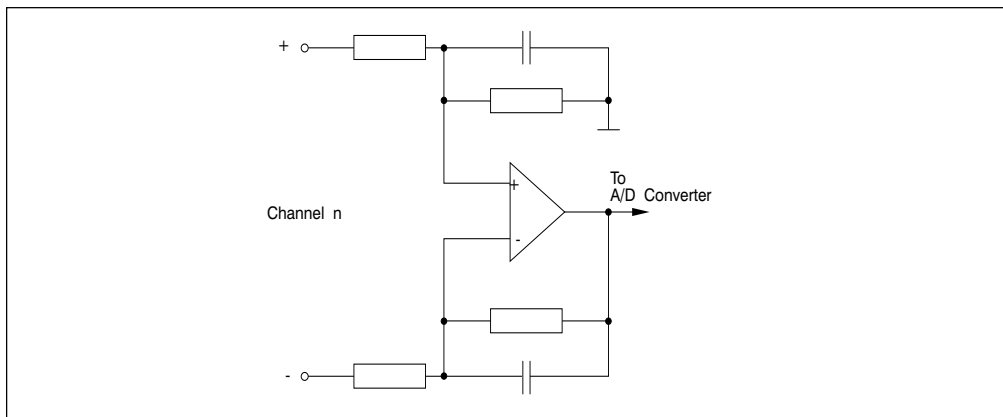 +
+
To
A/D Converter
Channel n
-
-